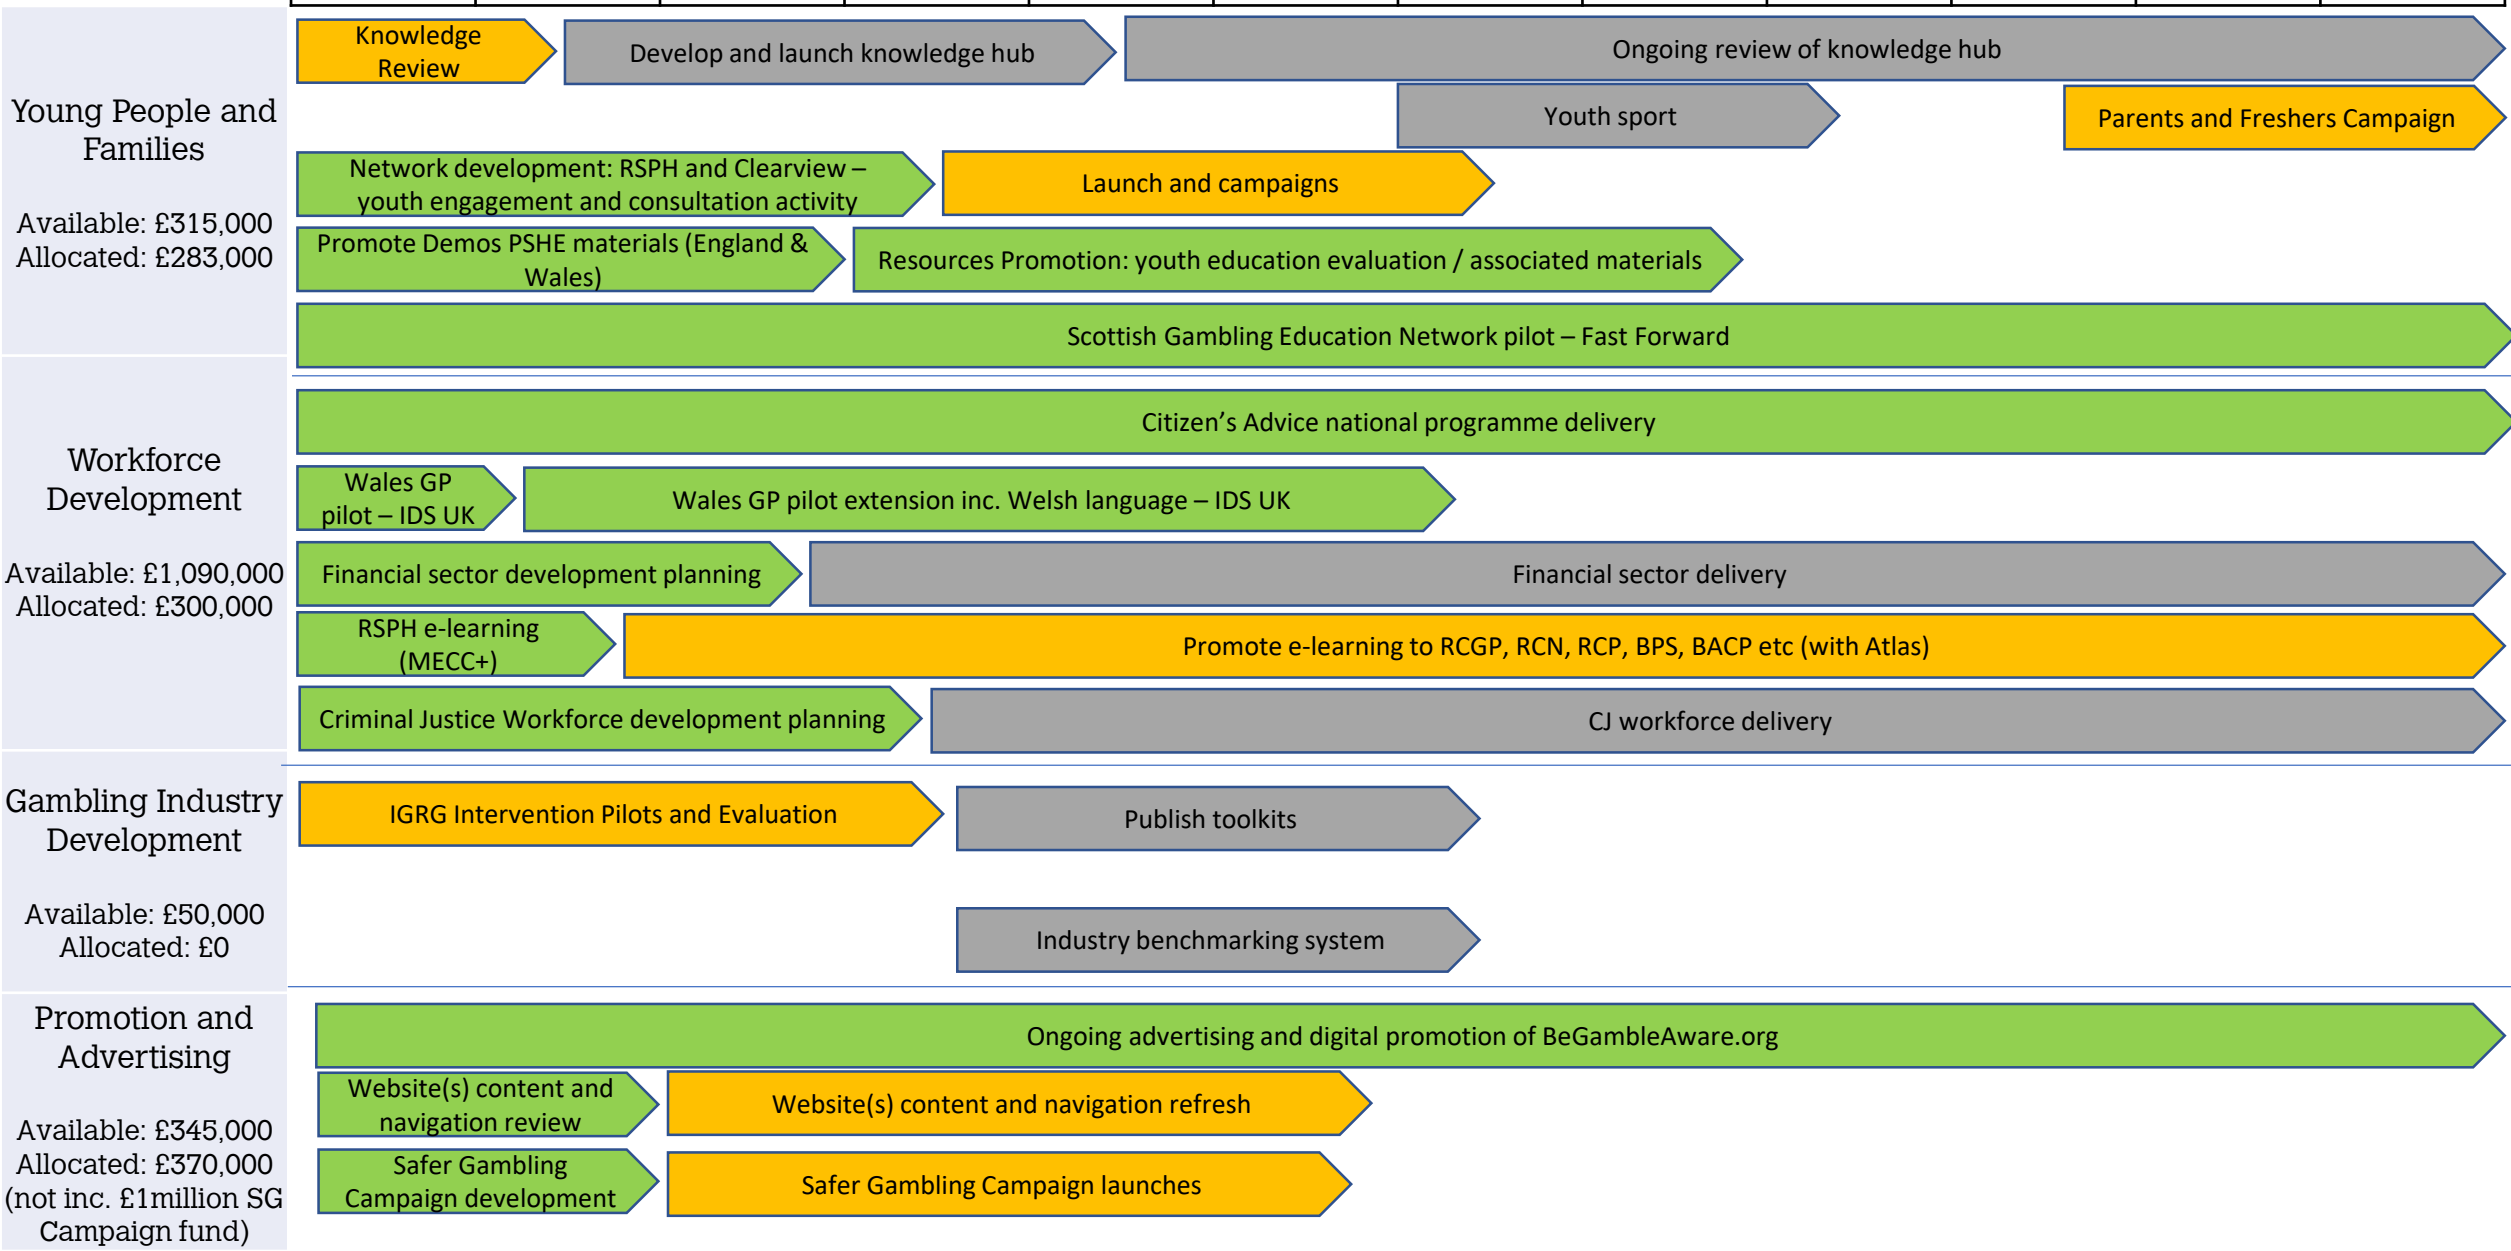 Young People and
Families
Available: £315,000
Allocated: £283,000
Knowledge
Review
Develop and launch knowledge hub
Ongoing review of knowledge hub
Youth sport
Parents and Freshers Campaign
Network development: RSPH and Clearview –
youth engagement and consultation activity
Launch and campaigns
Promote Demos PSHE materials (England &
Wales)
Resources Promotion: youth education evaluation / associated materials
Scottish Gambling Education Network pilot – Fast Forward
Workforce
Development
Available: £1,090,000
Allocated: £300,000
Citizen’s Advice national programme delivery
Wales GP
pilot – IDS UK
Wales GP pilot extension inc. Welsh language – IDS UK
Financial sector development planning
Financial sector delivery
RSPH e-learning
(MECC+)
Promote e-learning to RCGP, RCN, RCP, BPS, BACP etc (with Atlas)
Criminal Justice Workforce development planning
CJ workforce delivery
Gambling Industry
Development
Available: £50,000
Allocated: £0
IGRG Intervention Pilots and Evaluation
Publish toolkits
Industry benchmarking system
Promotion and
Advertising
Available: £345,000
Allocated: £370,000
(not inc. £1million SG
Campaign fund)
Ongoing advertising and digital promotion of BeGambleAware.org
Website(s) content and
navigation review
Website(s) content and navigation refresh
Safer Gambling
Campaign development
Safer Gambling Campaign launches